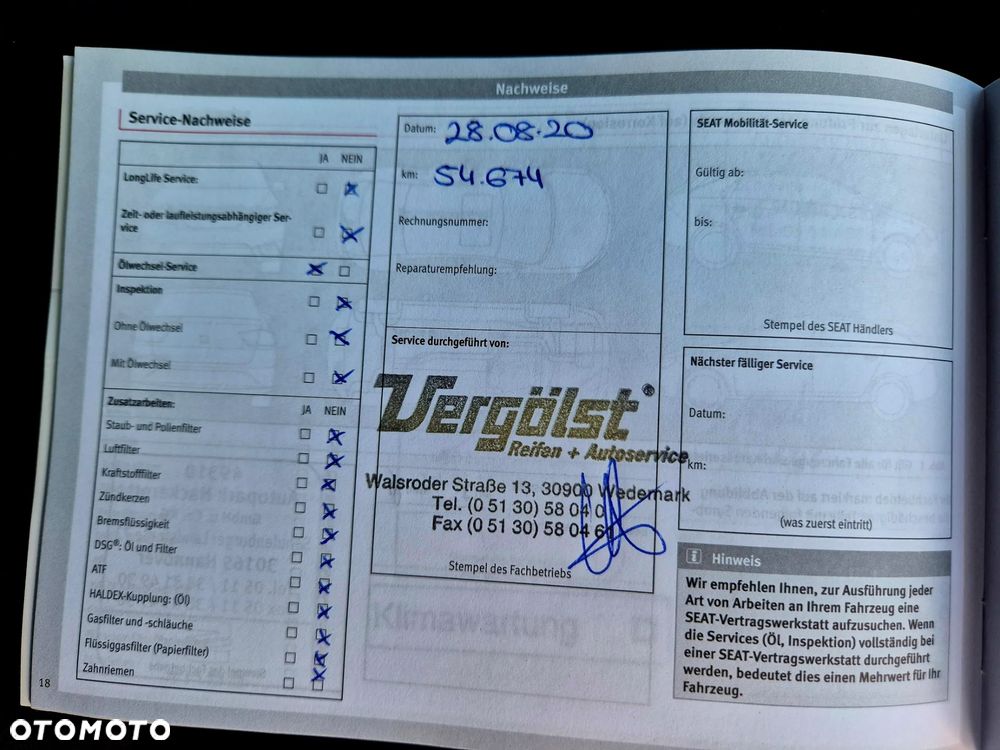 Nachweise
Service-Nachweise
JA NEIN
LongLife Service:
Zeit- oder laufleistungsabhängiger Ser-
vice
Ölwechsel-Service
Inspektion
Ohne Ölwechsel
Mit Ölwechsel
Zusatzarbeiten:
JA NEIN
Staub- und Pollenfilter
Luftfilter
Kraftstofffilter
Zündkerzen
Bremsflüssigkeit
DSG®: Öl und Filter
ATF
HALDEX-Kupplung: (Öl)
Gasfilter und -schläuche
Flüssiggasfilter (Papierfilter)
Zahnriemen
18
Datum: 28.08.20
km: 54.674
Rechnungsnummer:
Reparaturempfehlung:
Service durchgeführt von:
Vergölst®
Reifen + Autoservice
Walsroder Straße 13, 30900 Wedemark
Tel. (0 51 30) 58 04 0
Fax (0 51 30) 58 04 61
Stempel des Fachbetriebs
Klimawartung
SEAT Mobilität-Service
Gültig ab:
bis:
Stempel des SEAT Händlers
Nächster fälliger Service
Datum:
km:
(was zuerst eintritt)
i Hinweis
Wir empfehlen Ihnen, zur Ausführung jeder
Art von Arbeiten an Ihrem Fahrzeug eine
SEAT-Vertragswerkstatt aufzusuchen. Wenn
die Services (Öl, Inspektion) vollständig bei
einer SEAT-Vertragswerkstatt durchgeführt
werden, bedeutet dies einen Mehrwert für Ihr
Fahrzeug.
OTOMOTO